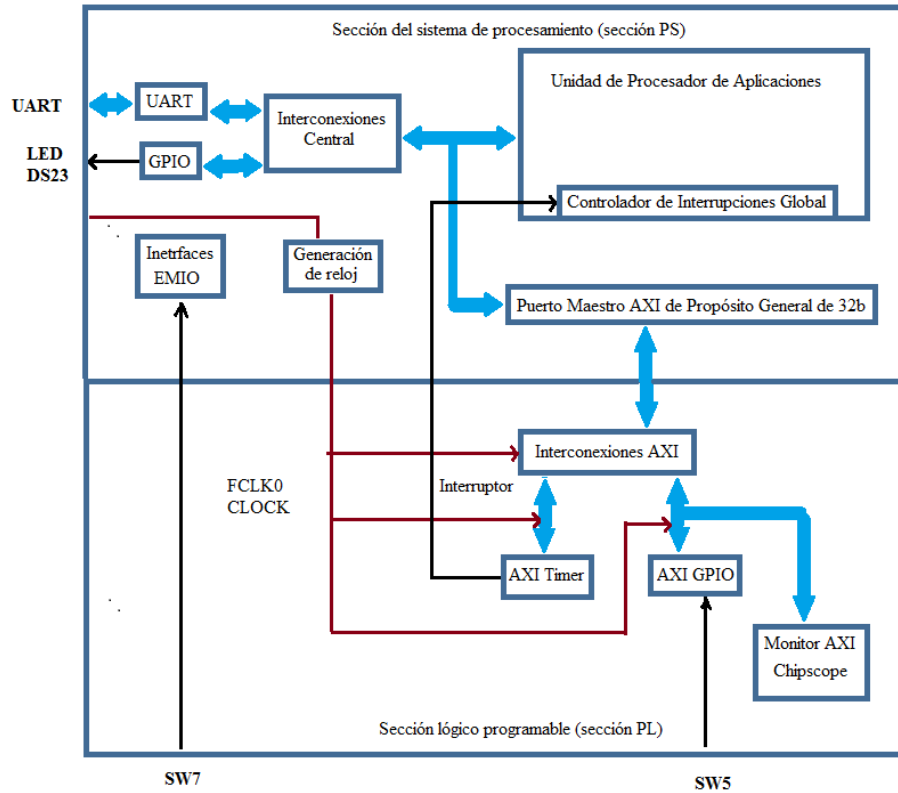 Sección del sistema de procesamiento (sección PS)
Unidad de Procesador de Aplicaciones
UART
UART
Interconexiones
Central
LED
DS23
GPIO
Controlador de Interrupciones Global
Inetrfaces
EMIO
Generación
de reloj
Puerto Maestro AXI de Propósito General de 32b
Interconexiones AXI
FCLK0
CLOCK
Interruptor
AXI Timer
AXI GPIO
Monitor AXI
Chipscope
Sección lógico programable (sección PL)
SW7
SW5